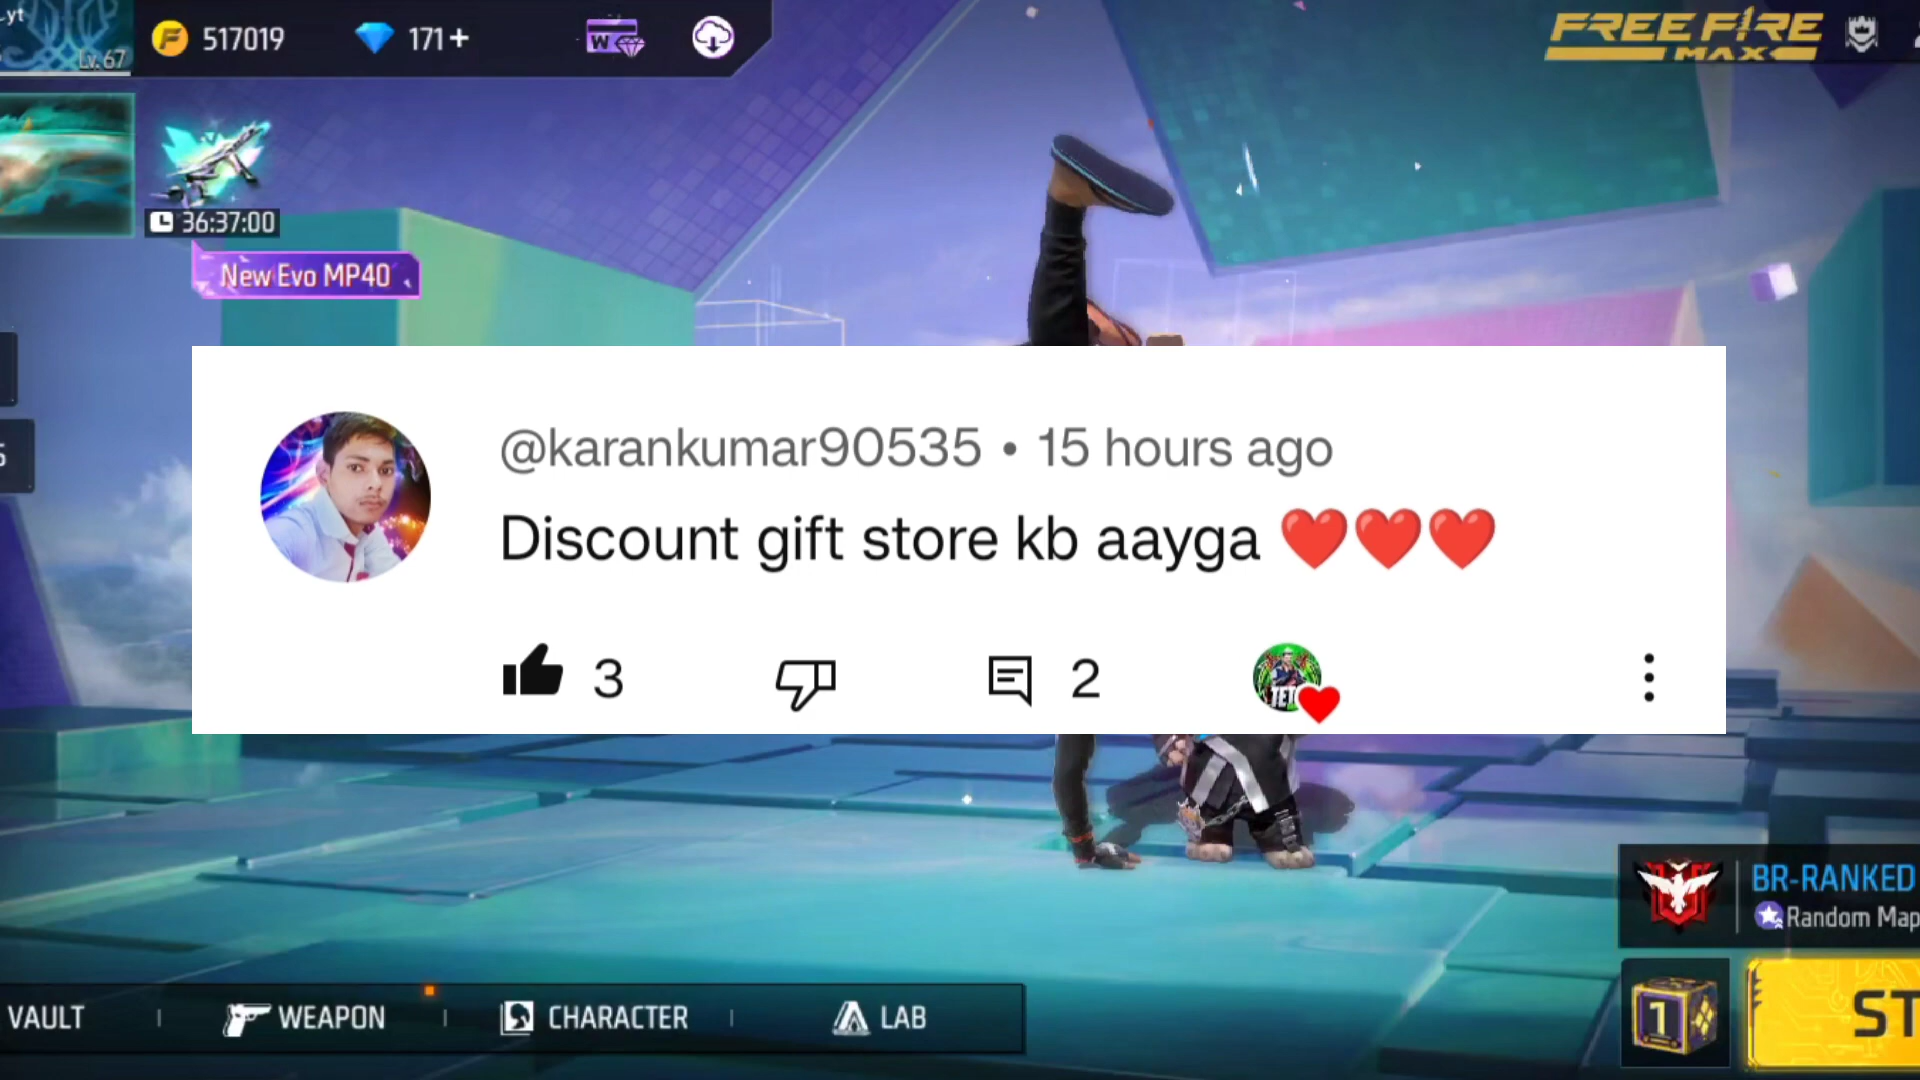 yt
Lv.67
517019
171+
W
FREE FIRE
MAX
36:37:00
New Evo MP40
@karankumar90535 • 15 hours ago
Discount gift store kb aayga ❤️❤️❤️
3
2
BR-RANKED
Random Map
VAULT
WEAPON
CHARACTER
LAB
1
ST